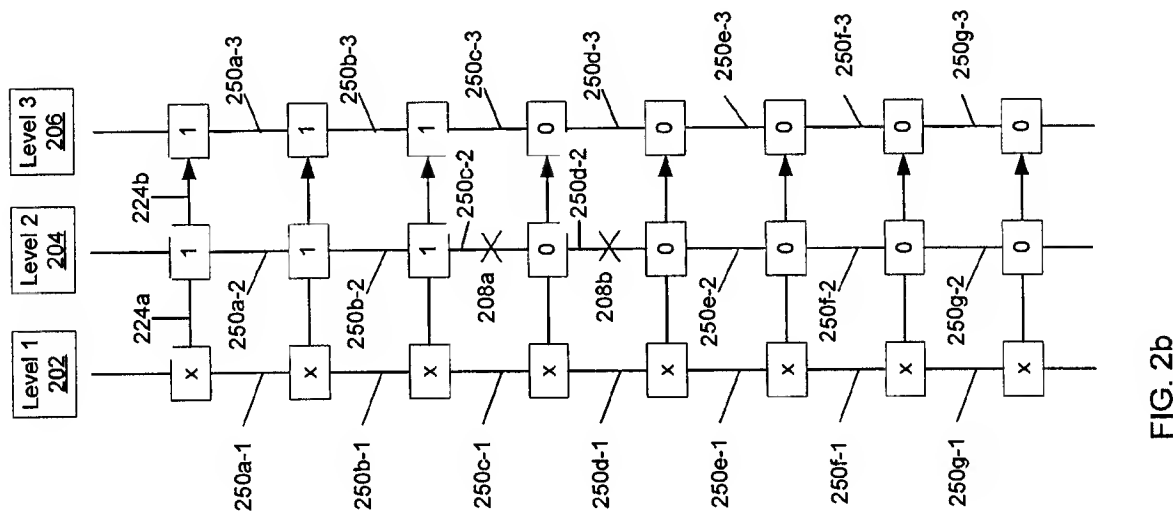 Level 1
202
Level 2
204
Level 3
206
224a
224b
X
1
1
250a-1
250a-2
250a-3
X
1
1
250b-1
250b-2
250b-3
X
1
1
250c-1
250c-2
208a
250c-3
X
0
0
250d-1
250d-2
208b
250d-3
X
0
0
250e-1
250e-2
250e-3
X
0
0
250f-1
250f-2
250f-3
X
0
0
250g-1
250g-2
250g-3
X
0
0
FIG. 2b